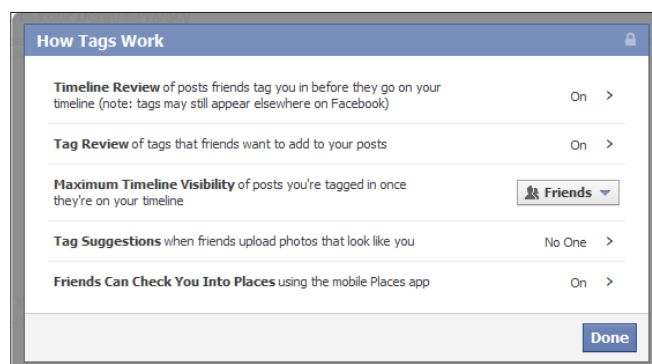 How Tags Work
Timeline Review of posts friends tag you in before they go on your
timeline (note: tags may still appear elsewhere on Facebook)
On
Tag Review of tags that friends want to add to your posts
On
Maximum Timeline Visibility of posts you're tagged in once
they're on your timeline
Friends
Tag Suggestions when friends upload photos that look like you
No One
Friends Can Check You Into Places using the mobile Places app
On
Done